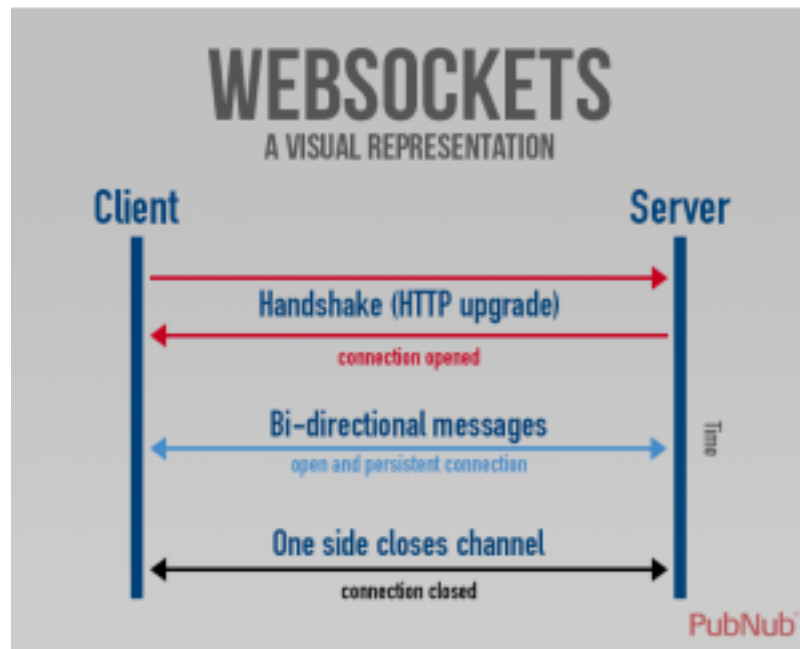 WEBSOCKETS
A VISUAL REPRESENTATION
Client
Server
Handshake (HTTP upgrade)
connection opened
Bi-directional messages
open and persistent connection
Time
One side closes channel
connection closed
PubNub